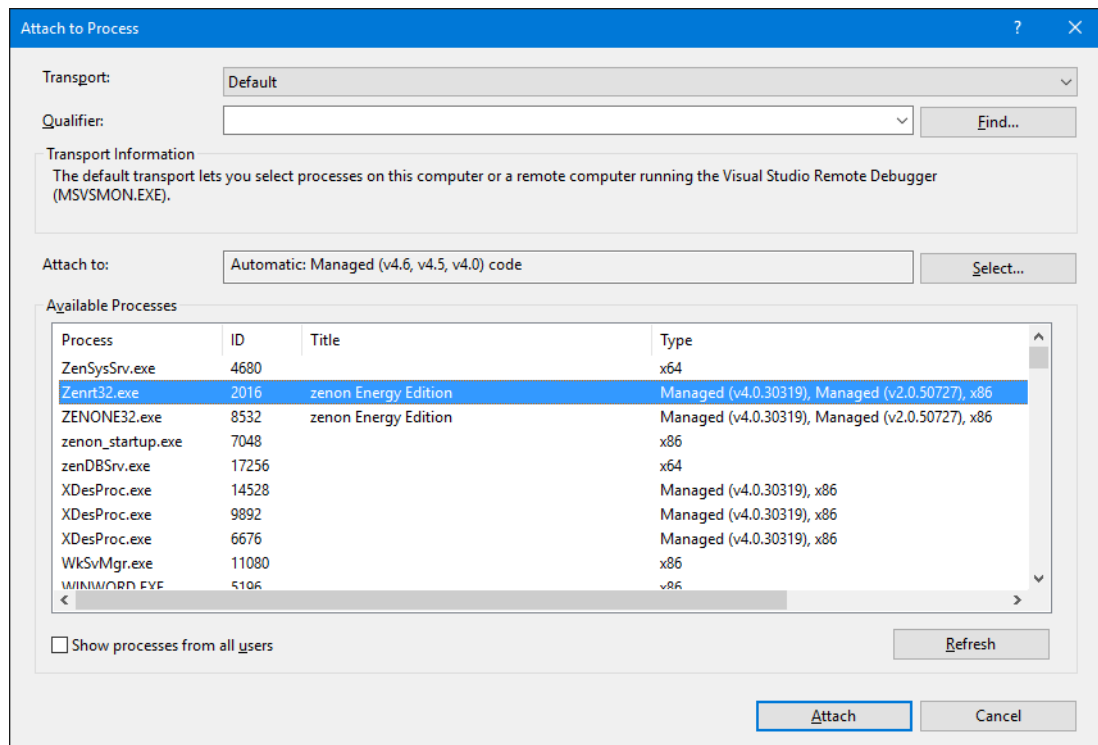 Attach to Process
Transport: Default
Qualifier: Find...
Transport Information
The default transport lets you select processes on this computer or a remote computer running the Visual Studio Remote Debugger
(MSVSMON.EXE).
Attach to: Automatic: Managed (v4.6, v4.5, v4.0) code Select...
Available Processes
Process ID Title Type
ZenSysSrv.exe 4680 x64
Zenrt32.exe 2016 zenon Energy Edition Managed (v4.0.30319), Managed (v2.0.50727), x86
ZENONE32.exe 8532 zenon Energy Edition Managed (v4.0.30319), Managed (v2.0.50727), x86
zenon_startup.exe 7048 x86
zenDBSrv.exe 17256 x64
XDesProc.exe 14528 Managed (v4.0.30319), x86
XDesProc.exe 9892 Managed (v4.0.30319), x86
XDesProc.exe 6676 Managed (v4.0.30319), x86
WkSvMgr.exe 11080 x86
WINWORD.EXE 5196 x86
Show processes from all users Refresh
Attach Cancel